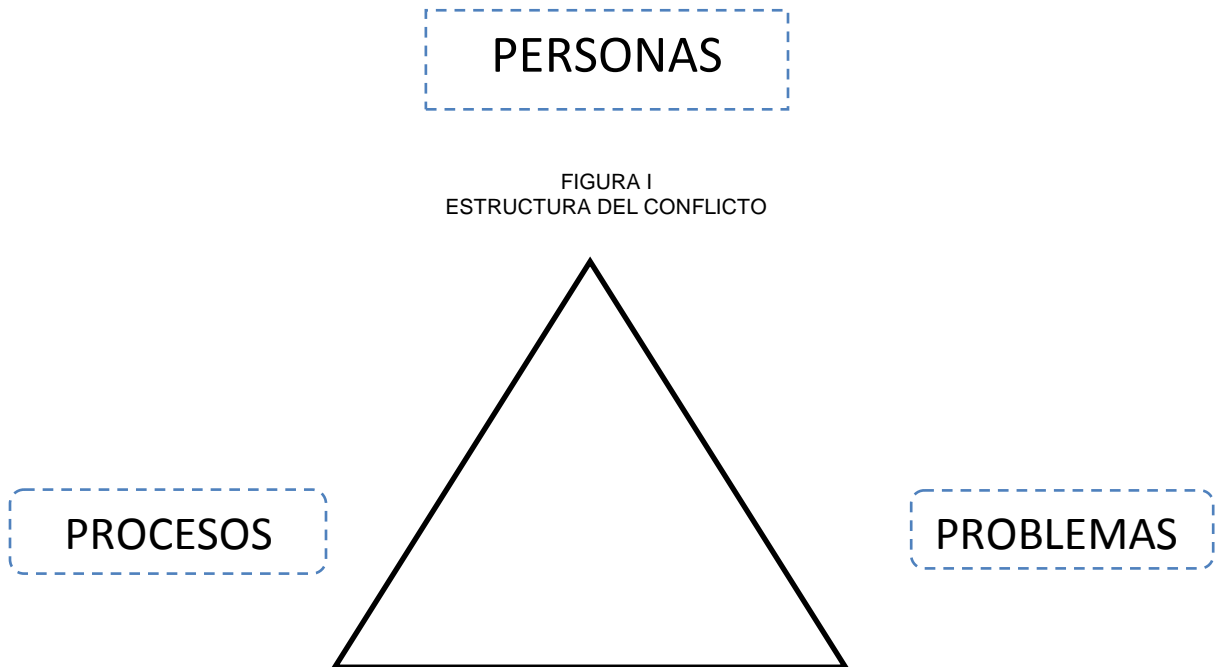 PERSONAS
FIGURA I
ESTRUCTURA DEL CONFLICTO
PROCESOS
PROBLEMAS